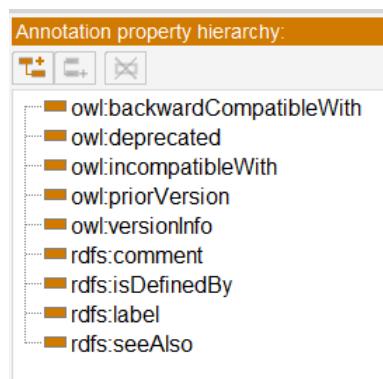 Annotation property hierarchy:
owl:backwardCompatibleWith
owl:deprecated
owl:incompatibleWith
owl:priorVersion
owl:versionInfo
rdfs:comment
rdfs:isDefinedBy
rdfs:label
rdfs:seeAlso